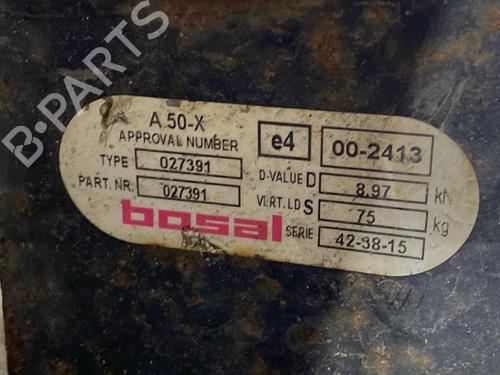 B-PARTS
A 50-X
APPROVAL NUMBER e4 00-2413
TYPE 027391 D-VALUE D 8.97 kN
PART. NR. 027391 VERT. LD S 75 kg
bosal SERIE 42-38-15